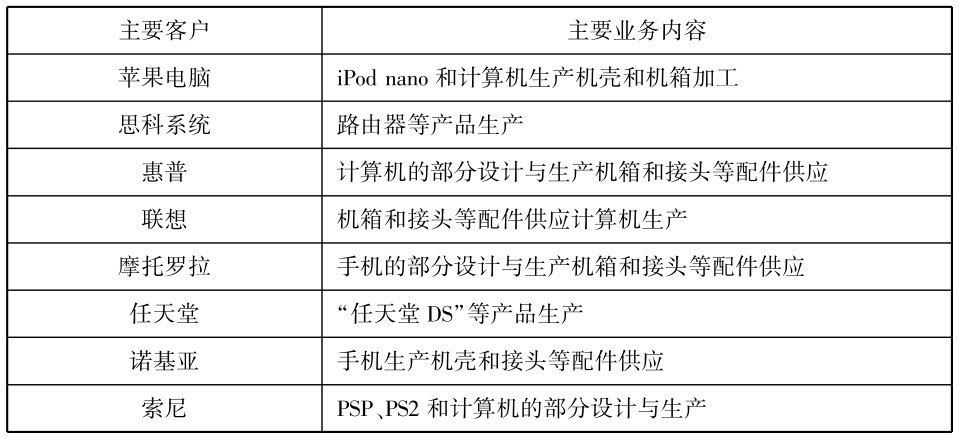 主要客户 主要业务内容
苹果电脑 iPod nano 和计算机生产机壳和机箱加工
思科系统 路由器等产品生产
惠普 计算机的部分设计与生产机箱和接头等配件供应
联想 机箱和接头等配件供应计算机生产
摩托罗拉 手机的部分设计与生产机箱和接头等配件供应
任天堂 “任天堂 DS”等产品生产
诺基亚 手机生产机壳和接头等配件供应
索尼 PSP、PS2 和计算机的部分设计与生产